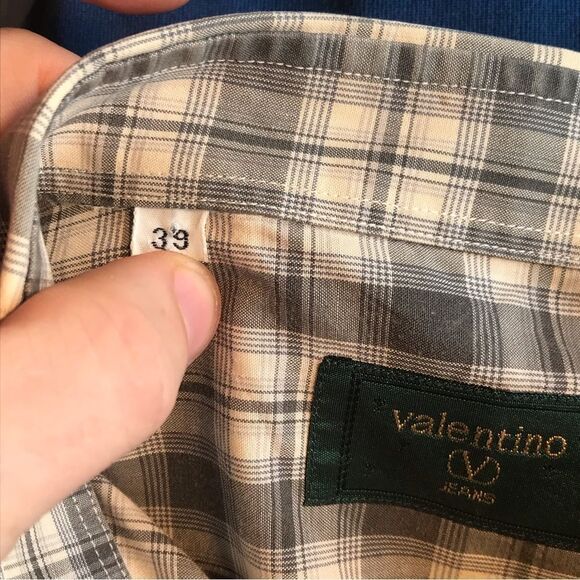 39
valentino
V
JEANS